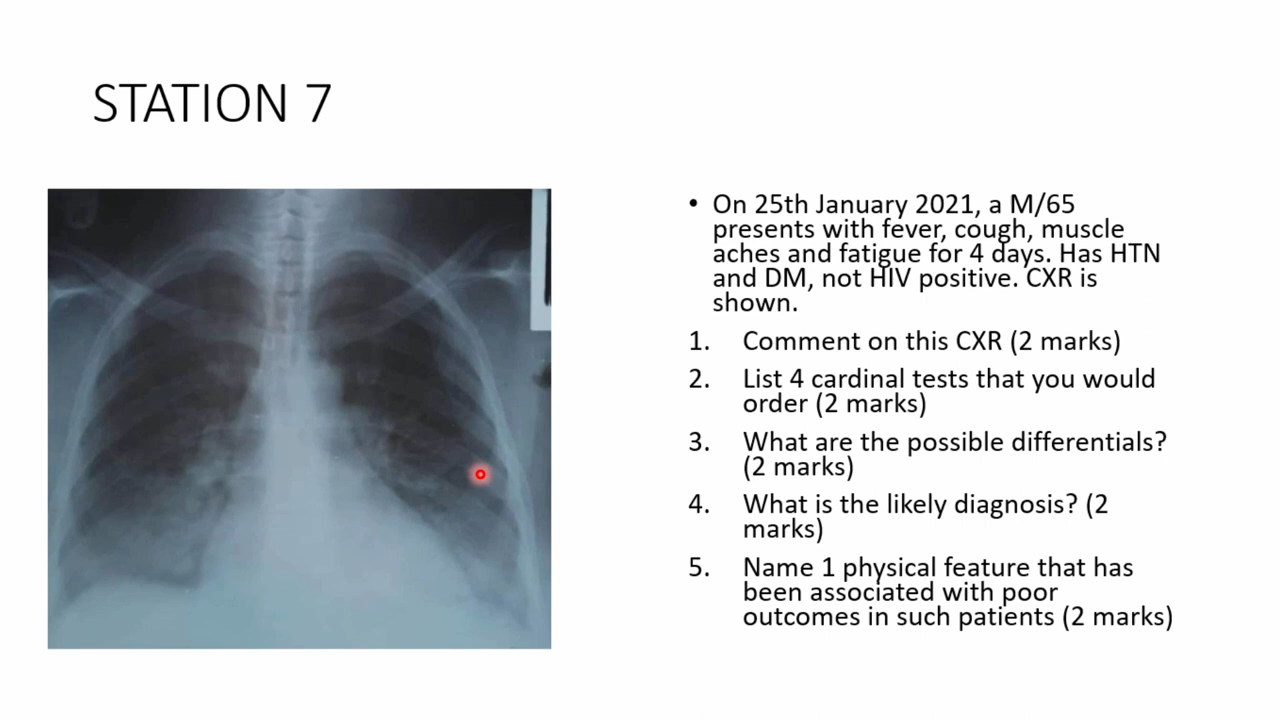 STATION 7
• On 25th January 2021, a M/65
presents with fever, cough, muscle
aches and fatigue for 4 days. Has HTN
and DM, not HIV positive. CXR is
shown.
1. Comment on this CXR (2 marks)
2. List 4 cardinal tests that you would
order (2 marks)
3. What are the possible differentials?
(2 marks)
4. What is the likely diagnosis? (2
marks)
5. Name 1 physical feature that has
been associated with poor
outcomes in such patients (2 marks)